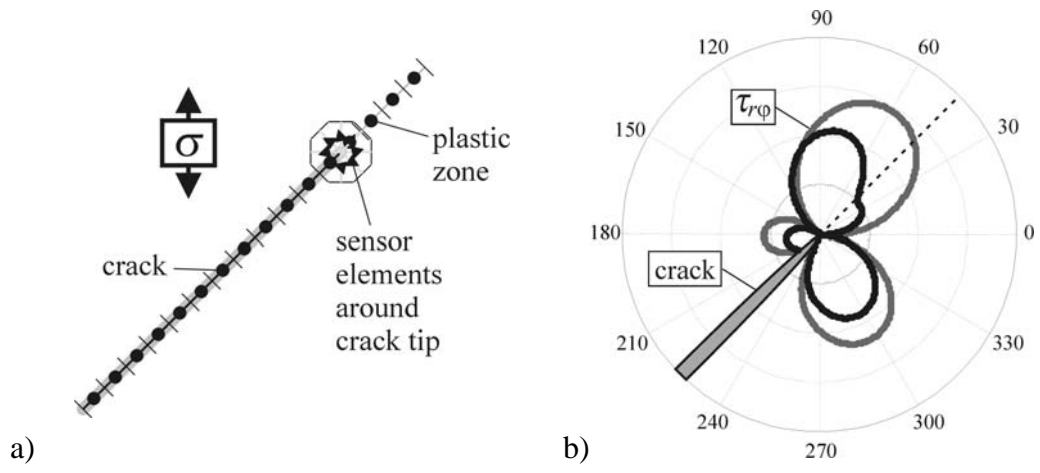 σ
plastic
zone
crack
sensor
elements
around
crack tip
a)
90
120
60
τrφ
150
30
180
0
crack
210
330
240
300
270
b)